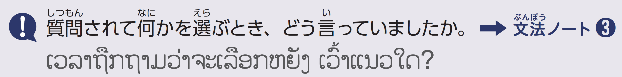 質問されて何かを選ぶとき、どう言っていましたか。 ➡ 文法ノート❸
ເວລາຖືກຖາມວ່າຈະເລືອກຫຍັງ ເວົ້າແນວໃດ?